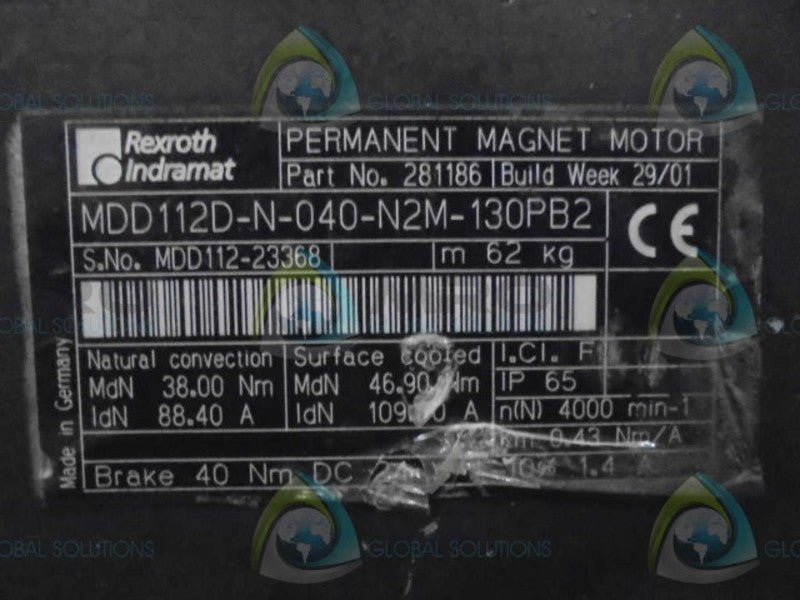 Rexroth
Indramat
PERMANENT MAGNET MOTOR
Part No. 281186 Build Week 29/01
MDD112D-N-040-N2M-130PB2
CE
S.No. MDD112-23368 m 62 kg
Natural convection Surface cooled I.Cl. F
MdN 38.00 Nm MdN 46.90 Nm IP 65
IdN 88.40 A IdN A n(N) 4000 min-1
Km 0.43 Nm/A
Brake 40 Nm DC 10% 1.4 A
Made in Germany
GLOBAL SOLUTIONS
GLOBAL SOLUTIONS
GLOBAL SOLUTIONS
GLOBAL SOLUTIONS